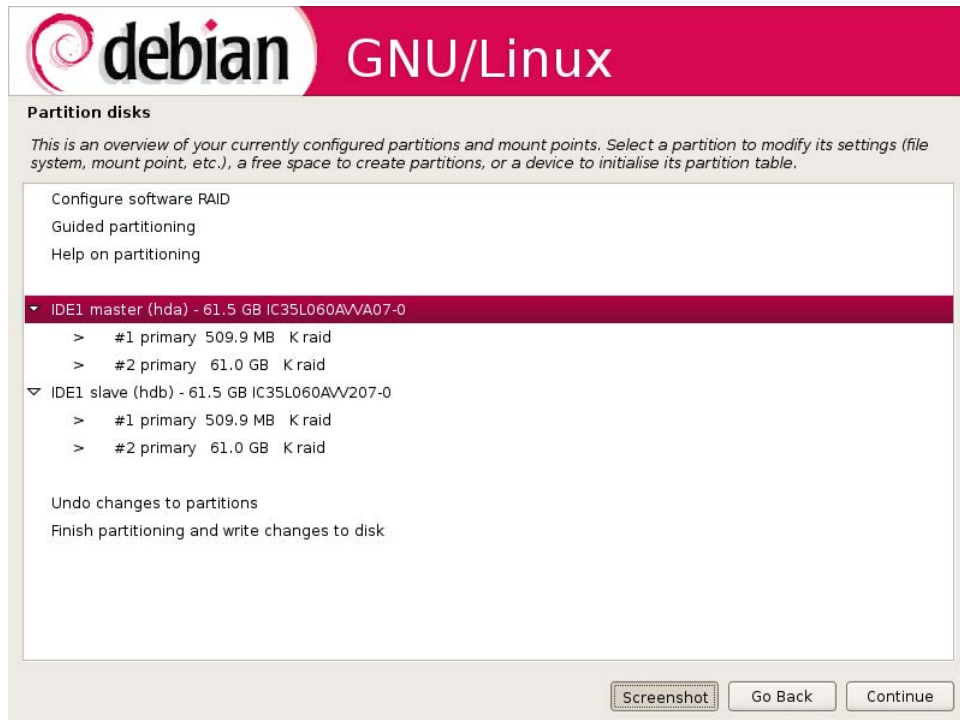 debian GNU/Linux
Partition disks
This is an overview of your currently configured partitions and mount points. Select a partition to modify its settings (file
system, mount point, etc.), a free space to create partitions, or a device to initialise its partition table.
Configure software RAID
Guided partitioning
Help on partitioning
IDE1 master (hda) - 61.5 GB IC35L060AVVA07-0
> #1 primary 509.9 MB K raid
> #2 primary 61.0 GB K raid
IDE1 slave (hdb) - 61.5 GB IC35L060AVV207-0
> #1 primary 509.9 MB K raid
> #2 primary 61.0 GB K raid
Undo changes to partitions
Finish partitioning and write changes to disk
Screenshot Go Back Continue